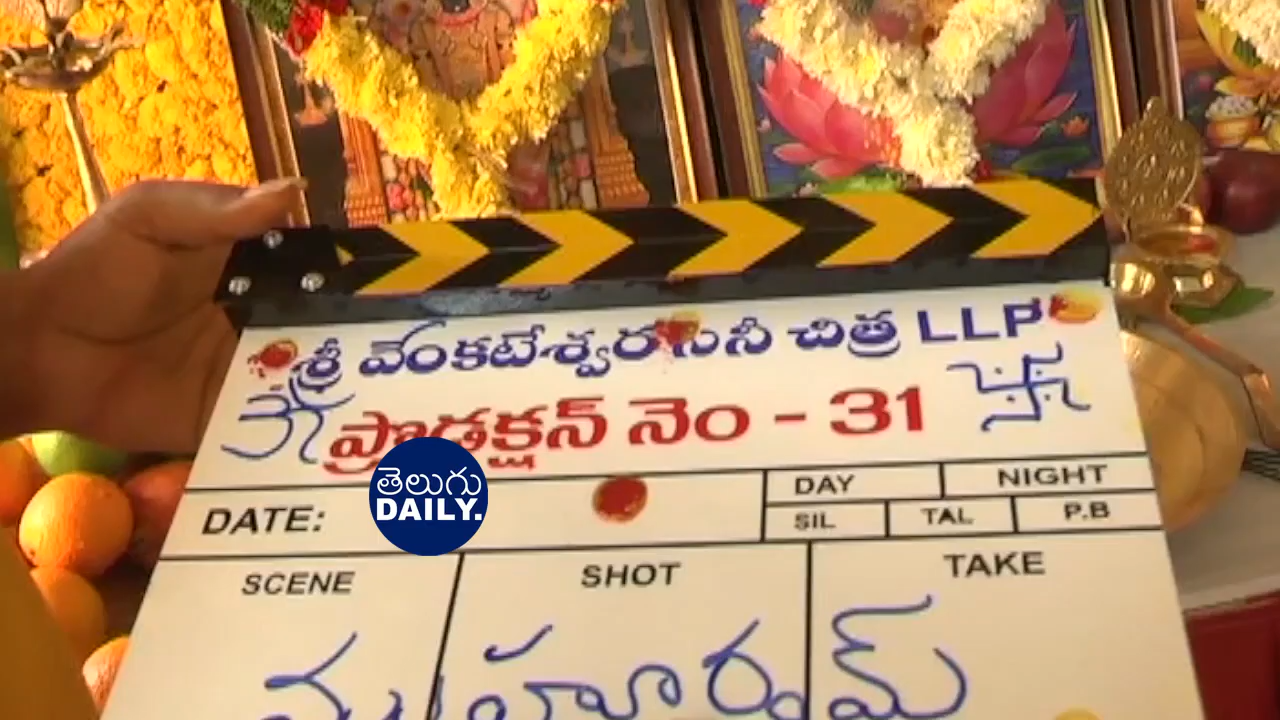 శ్రీ వెంకటేశ్వర సినీ చిత్ర LLP
ప్రొడక్షన్ నెం - 31
తెలుగు
DAILY.
DATE:
DAY
NIGHT
SIL
TAL
P.B
SCENE
SHOT
TAKE